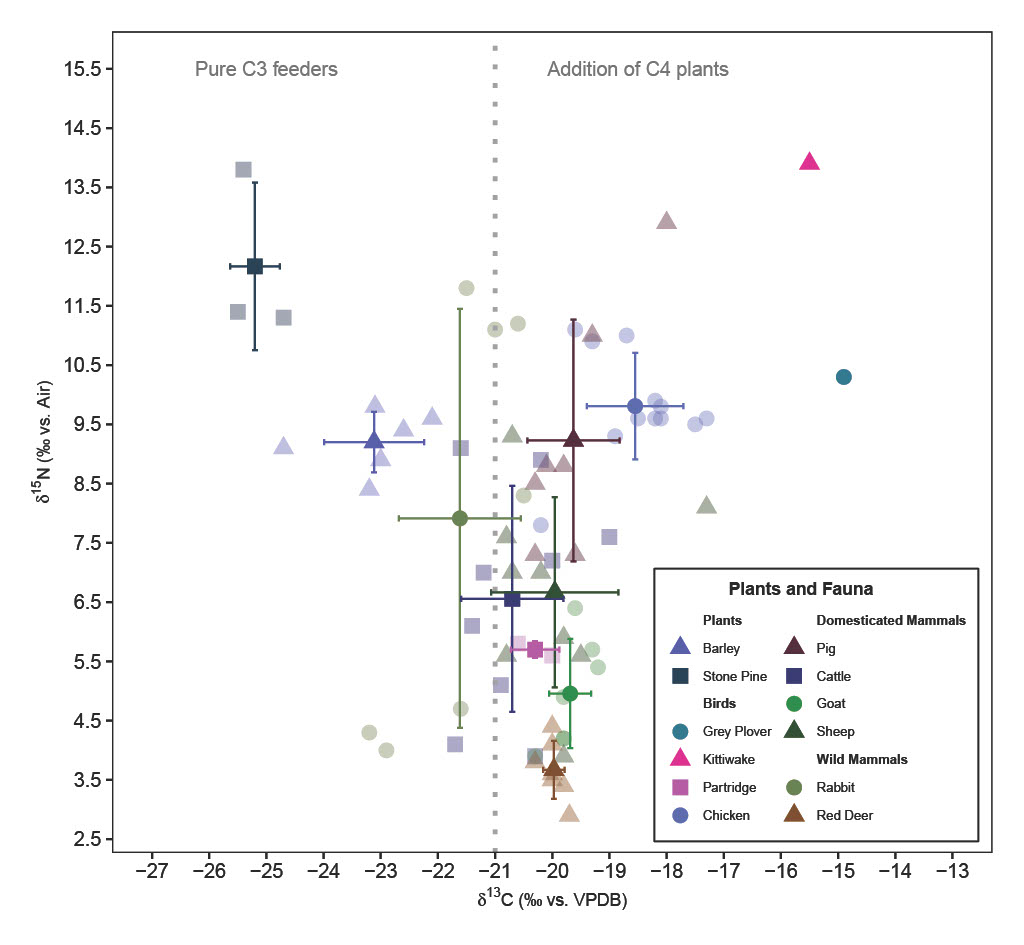 Pure C3 feeders
Addition of C4 plants
15.5
14.5
13.5
12.5
11.5
10.5
9.5
8.5
7.5
6.5
5.5
4.5
3.5
2.5
δ¹⁵N (‰ vs. Air)
Plants and Fauna
Plants
Barley
Stone Pine
Birds
Grey Plover
Kittiwake
Partridge
Chicken
Domesticated Mammals
Pig
Cattle
Goat
Sheep
Wild Mammals
Rabbit
Red Deer
−27 −26 −25 −24 −23 −22 −21 −20 −19 −18 −17 −16 −15 −14 −13
δ¹³C (‰ vs. VPDB)